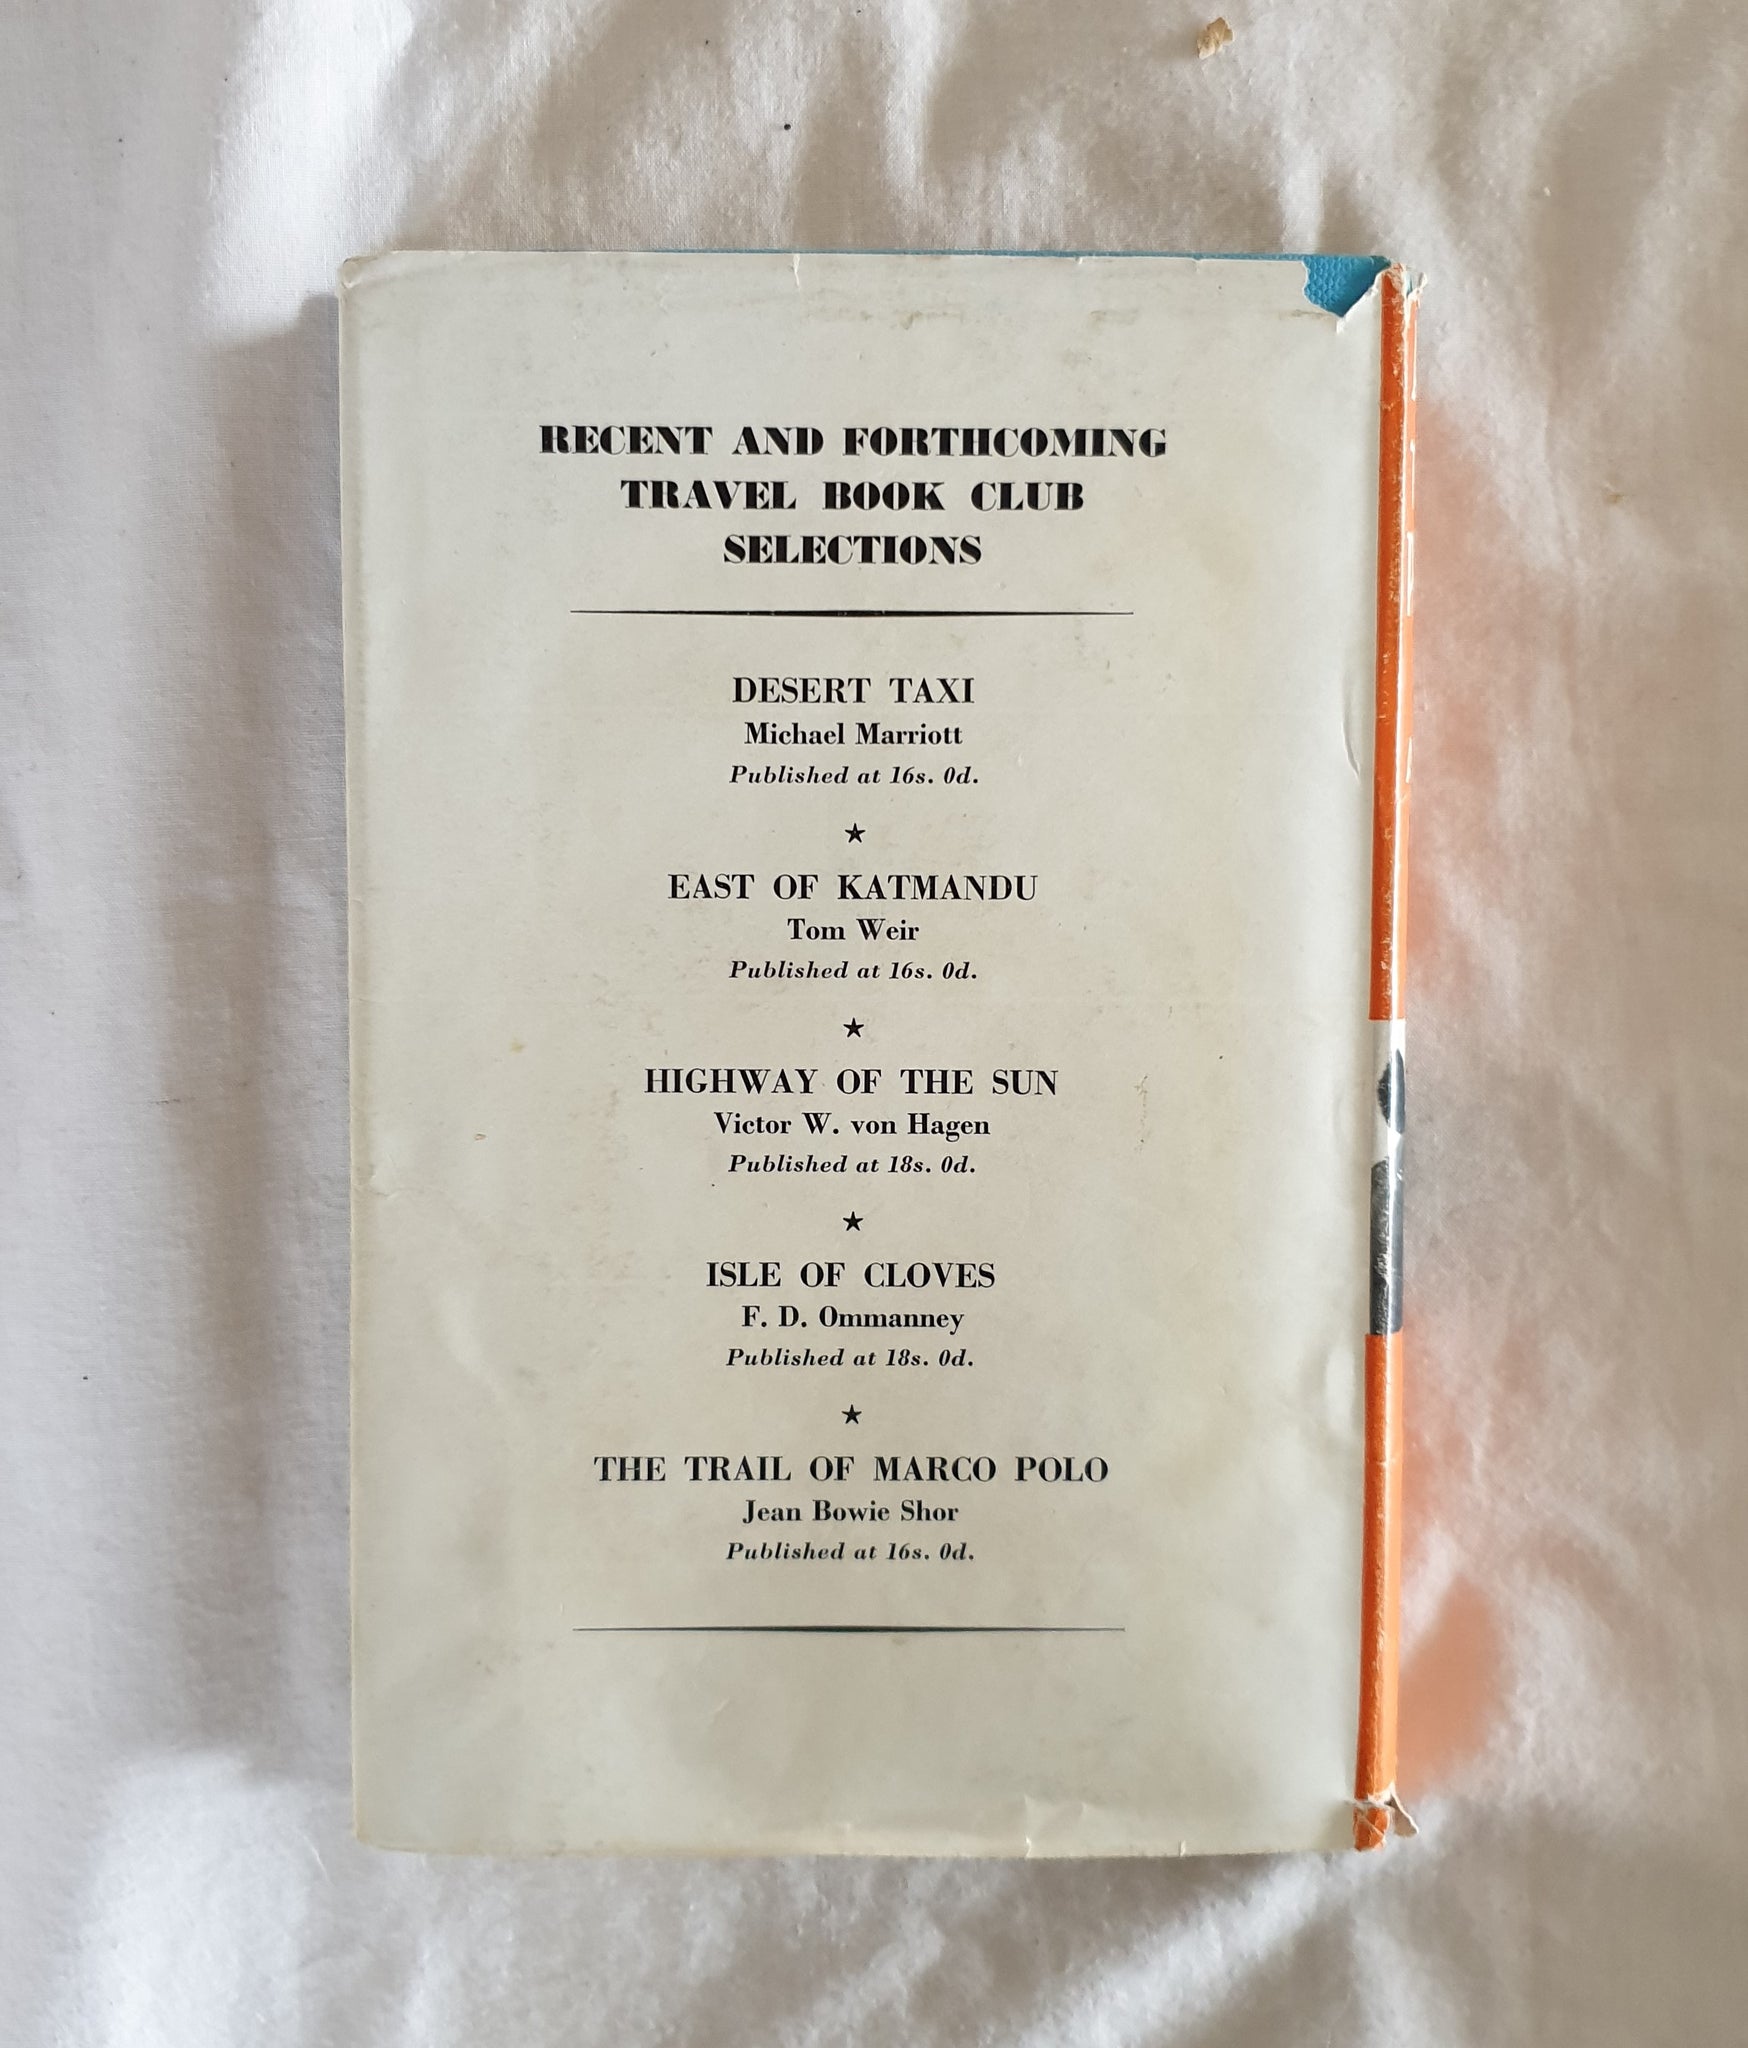 RECENT AND FORTHCOMING
TRAVEL BOOK CLUB
SELECTIONS
DESERT TAXI
Michael Marriott
Published at 16s. 0d.
★
EAST OF KATMANDU
Tom Weir
Published at 16s. 0d.
★
HIGHWAY OF THE SUN
Victor W. von Hagen
Published at 18s. 0d.
★
ISLE OF CLOVES
F. D. Ommanney
Published at 18s. 0d.
★
THE TRAIL OF MARCO POLO
Jean Bowie Shor
Published at 16s. 0d.